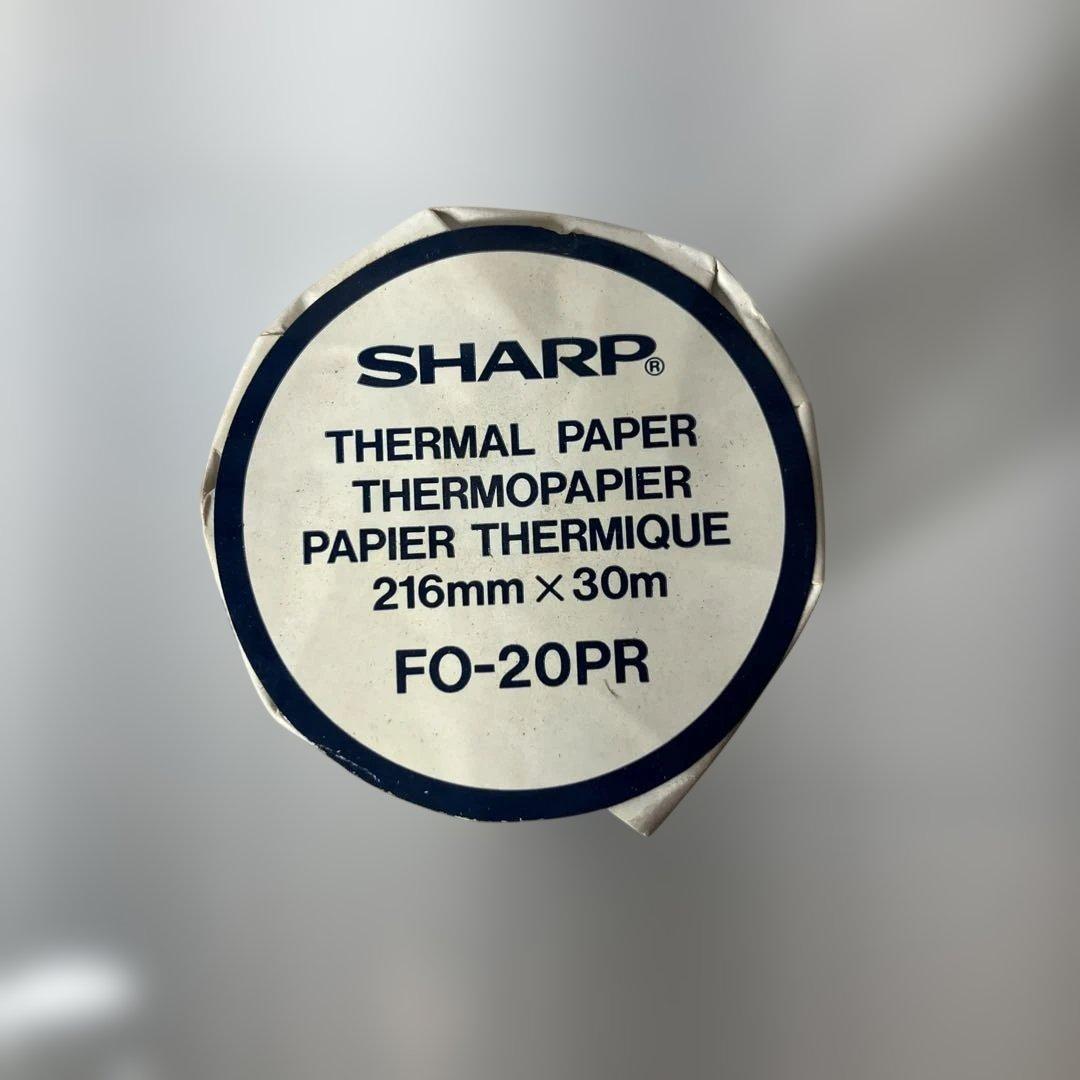 SHARP®
THERMAL PAPER
THERMOPAPIER
PAPIER THERMIQUE
216mm × 30m
FO-20PR